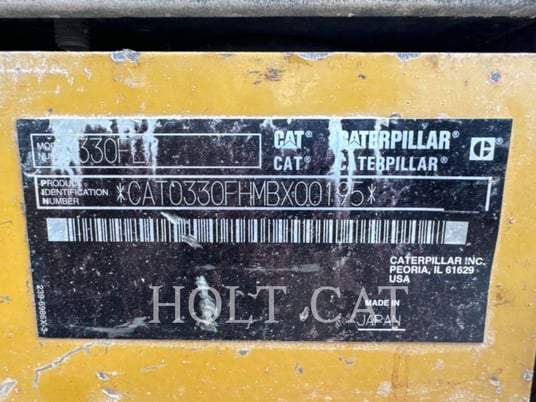 MODEL NUMBER 330FL
CAT CATERPILLAR
CAT CATERPILLAR
PRODUCT IDENTIFICATION NUMBER *CAT0330FHMBX00195*
CATERPILLAR INC.
PEORIA, IL 61629
USA
MADE IN
JAPAN
HOLT CAT